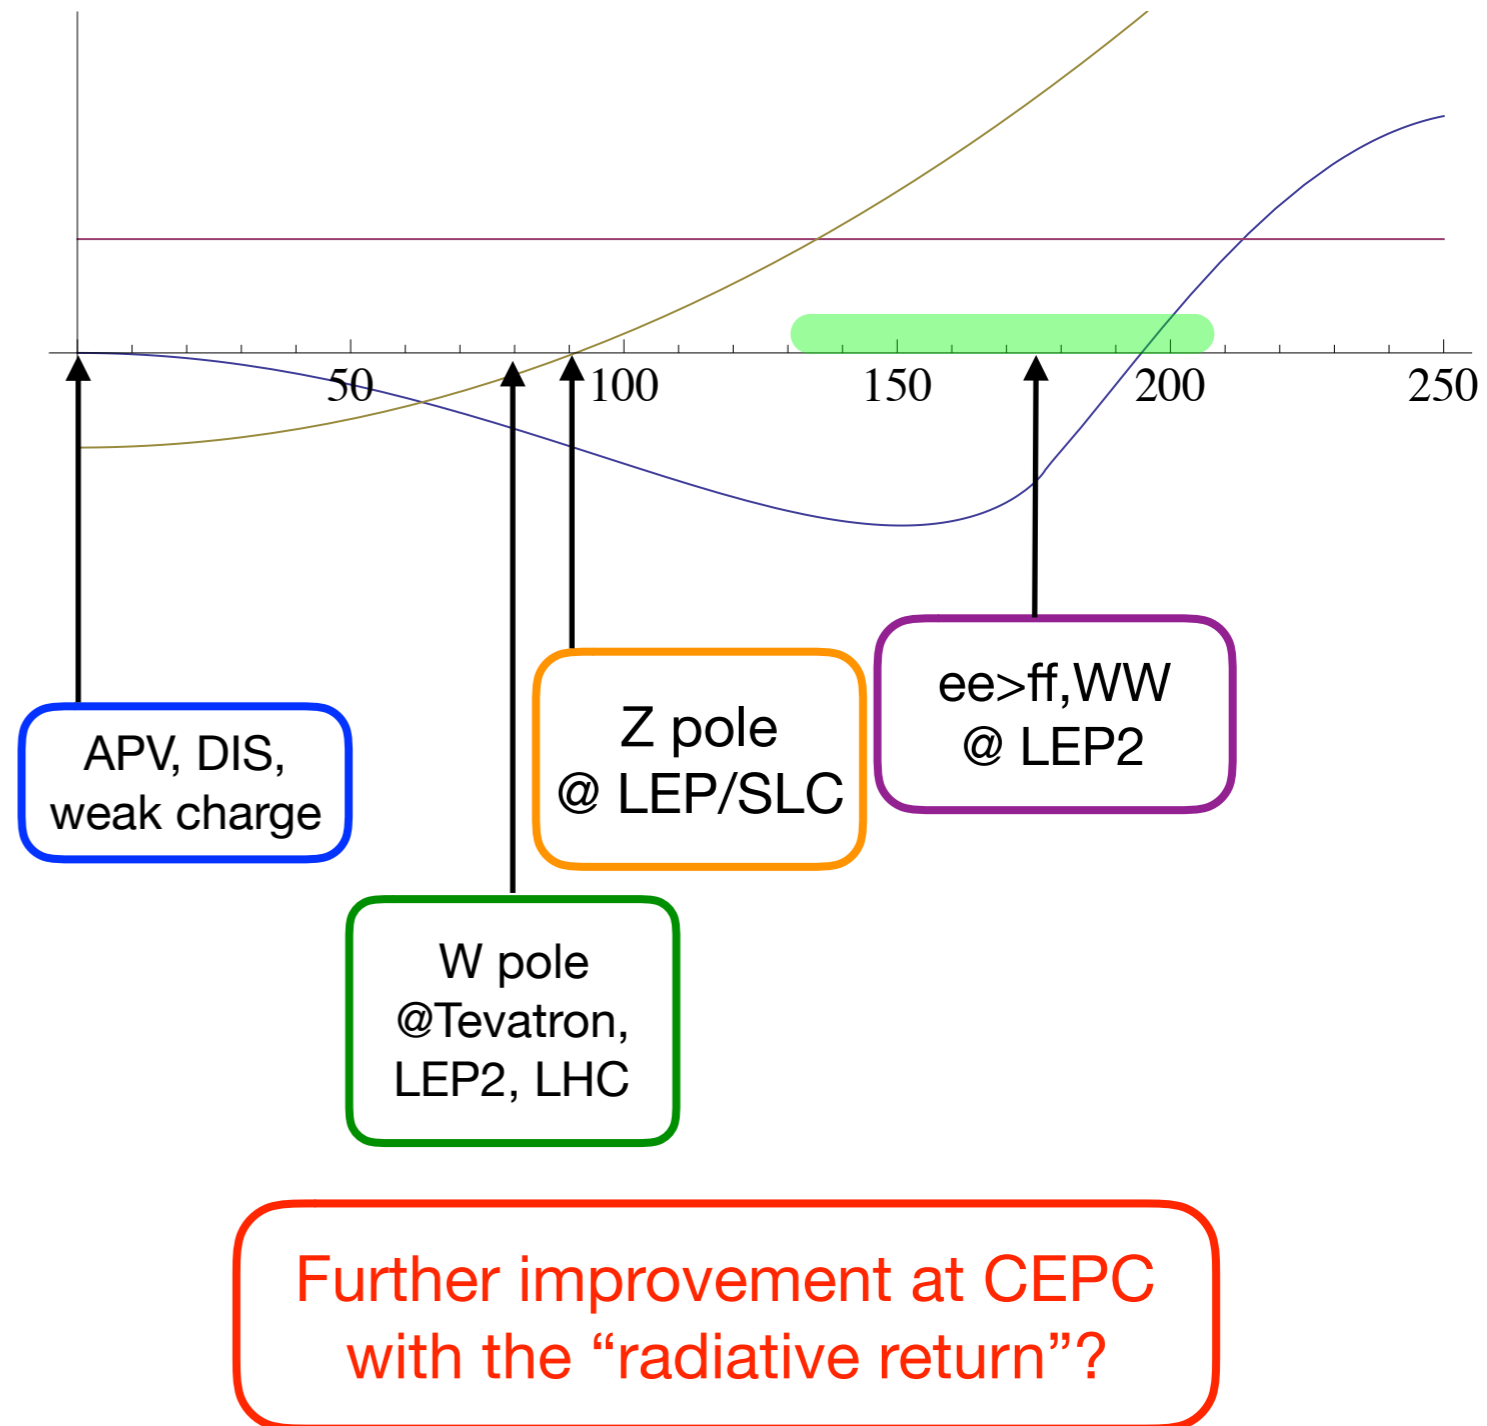 50
100
150
200
250
APV, DIS,
weak charge
Z pole
@ LEP/SLC
ee>ff,WW
@ LEP2
W pole
@Tevatron,
LEP2, LHC
Further improvement at CEPC
with the “radiative return”?